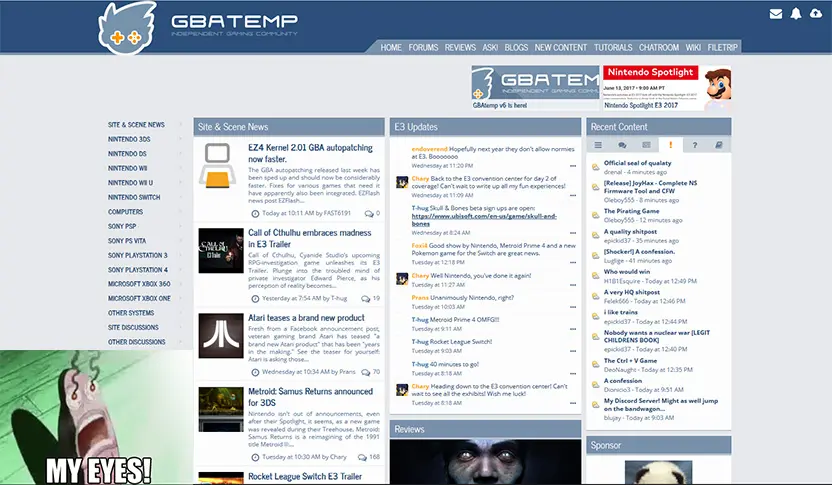 GBATEMP
INDEPENDENT GAMING COMMUNITY
HOME FORUMS REVIEWS ASK! BLOGS NEW CONTENT TUTORIALS CHATROOM WIKI FILETRIP
GBATEMP
INDEPENDENT GAMING COMMUN
GBAtemp v6 is here!
Nintendo Spotlight
June 13, 2017 • 9:00 AM PT
Nintendo Spotlight E3 2017
SITE & SCENE NEWS
NINTENDO 3DS
NINTENDO DS
NINTENDO WII
NINTENDO WII U
NINTENDO SWITCH
COMPUTERS
SONY PSP
SONY PS VITA
SONY PLAYSTATION 3
SONY PLAYSTATION 4
MICROSOFT XBOX 360
MICROSOFT XBOX ONE
OTHER SYSTEMS
SITE DISCUSSIONS
OTHER DISCUSSIONS
MY EYES!
Site & Scene News
EZ4 Kernel 2.01 GBA autopatching
now faster.
The GBA autopatching released last week has
been sped up and should now be considerably
faster. Fixes for various games that need it
have apparently also been integrated. EZFlash
news post EZFlash...
Today at 10:11 AM by FAST6191 0
CALL OF CTHULHU
E3 Trailer
Call of Cthulhu embraces madness
in E3 Trailer
Call of Cthulhu, Cyanide Studio's upcoming
RPG-investigation game unleashes its E3
Trailer. Plunge into the troubled mind of
private investigator Edward Pierce, as his
perception of reality becomes...
Yesterday at 7:54 AM by T-hug 19
ATARI
Atari teases a brand new product
Fresh from a Facebook announcement post,
veteran gaming brand Atari has teased "a
brand new Atari product" that has been "years
in the making." See the teaser for yourself:
Atari is asking those...
Wednesday at 10:34 AM by Prans 70
Metroid: Samus Returns announced
for 3DS
Nintendo isn't out of announcements, even
after their Spotlight, it seems, as a new game
was revealed during their Treehouse, Metroid:
Samus Returns is a reimagining of the 1991
title Metroid II:...
Tuesday at 10:30 AM by Chary 168
Rocket League Switch E3 Trailer
E3 Updates
endoverend Hopefully next year they don't allow normies
at E3. Booooooo
Wednesday at 11:20 PM
Chary Back to the E3 convention center for day 2 of
coverage! Can't wait to write up all my fun experiences!
Wednesday at 11:09 AM
T-hug Skull & Bones beta sign ups are open:
https://www.ubisoft.com/en-us/game/skull-and-
bones
Wednesday at 8:24 AM
Foxi4 Good show by Nintendo, Metroid Prime 4 and a new
Pokemon game for the Switch are great news.
Tuesday at 12:18 PM
Chary Well Nintendo, you've done it again!
Tuesday at 11:27 AM
Prans Unanimously Nintendo, right?
Tuesday at 10:03 AM
T-hug Metroid Prime 4 OMFG!!!
Tuesday at 9:11 AM
T-hug Rocket League Switch!
Tuesday at 9:03 AM
T-hug 40 minutes to go!
Tuesday at 8:18 AM
Chary Heading down to the E3 convention center! Can't
wait to see all the exhibits! Wish me luck!
Tuesday at 8:18 AM
Reviews
Recent Content
Official seal of qualaty
drenal - 4 minutes ago
[Release] JoyHax - Complete NS
Firmware Tool and CFW
Oleboy555 - 8 minutes ago
The Pirating Game
Oleboy555 - 12 minutes ago
A quality shitpost
epickid37 - 35 minutes ago
[Shocker!] A confession.
Luglige - 41 minutes ago
Who would win
H1B1Esquire - Today at 12:49 PM
A very HQ shitpost
Felek666 - Today at 12:46 PM
i like trains
epickid37 - Today at 12:44 PM
Nobody wants a nuclear war [LEGIT
CHILDRENS BOOK]
epickid37 - Today at 12:40 PM
The Ctrl + V Game
DeoNaught - Today at 12:35 PM
A confession
Dionicio3 - Today at 9:51 AM
My Discord Server! Might as well jump
on the bandwagon...
blujay - Today at 9:03 AM
Sponsor